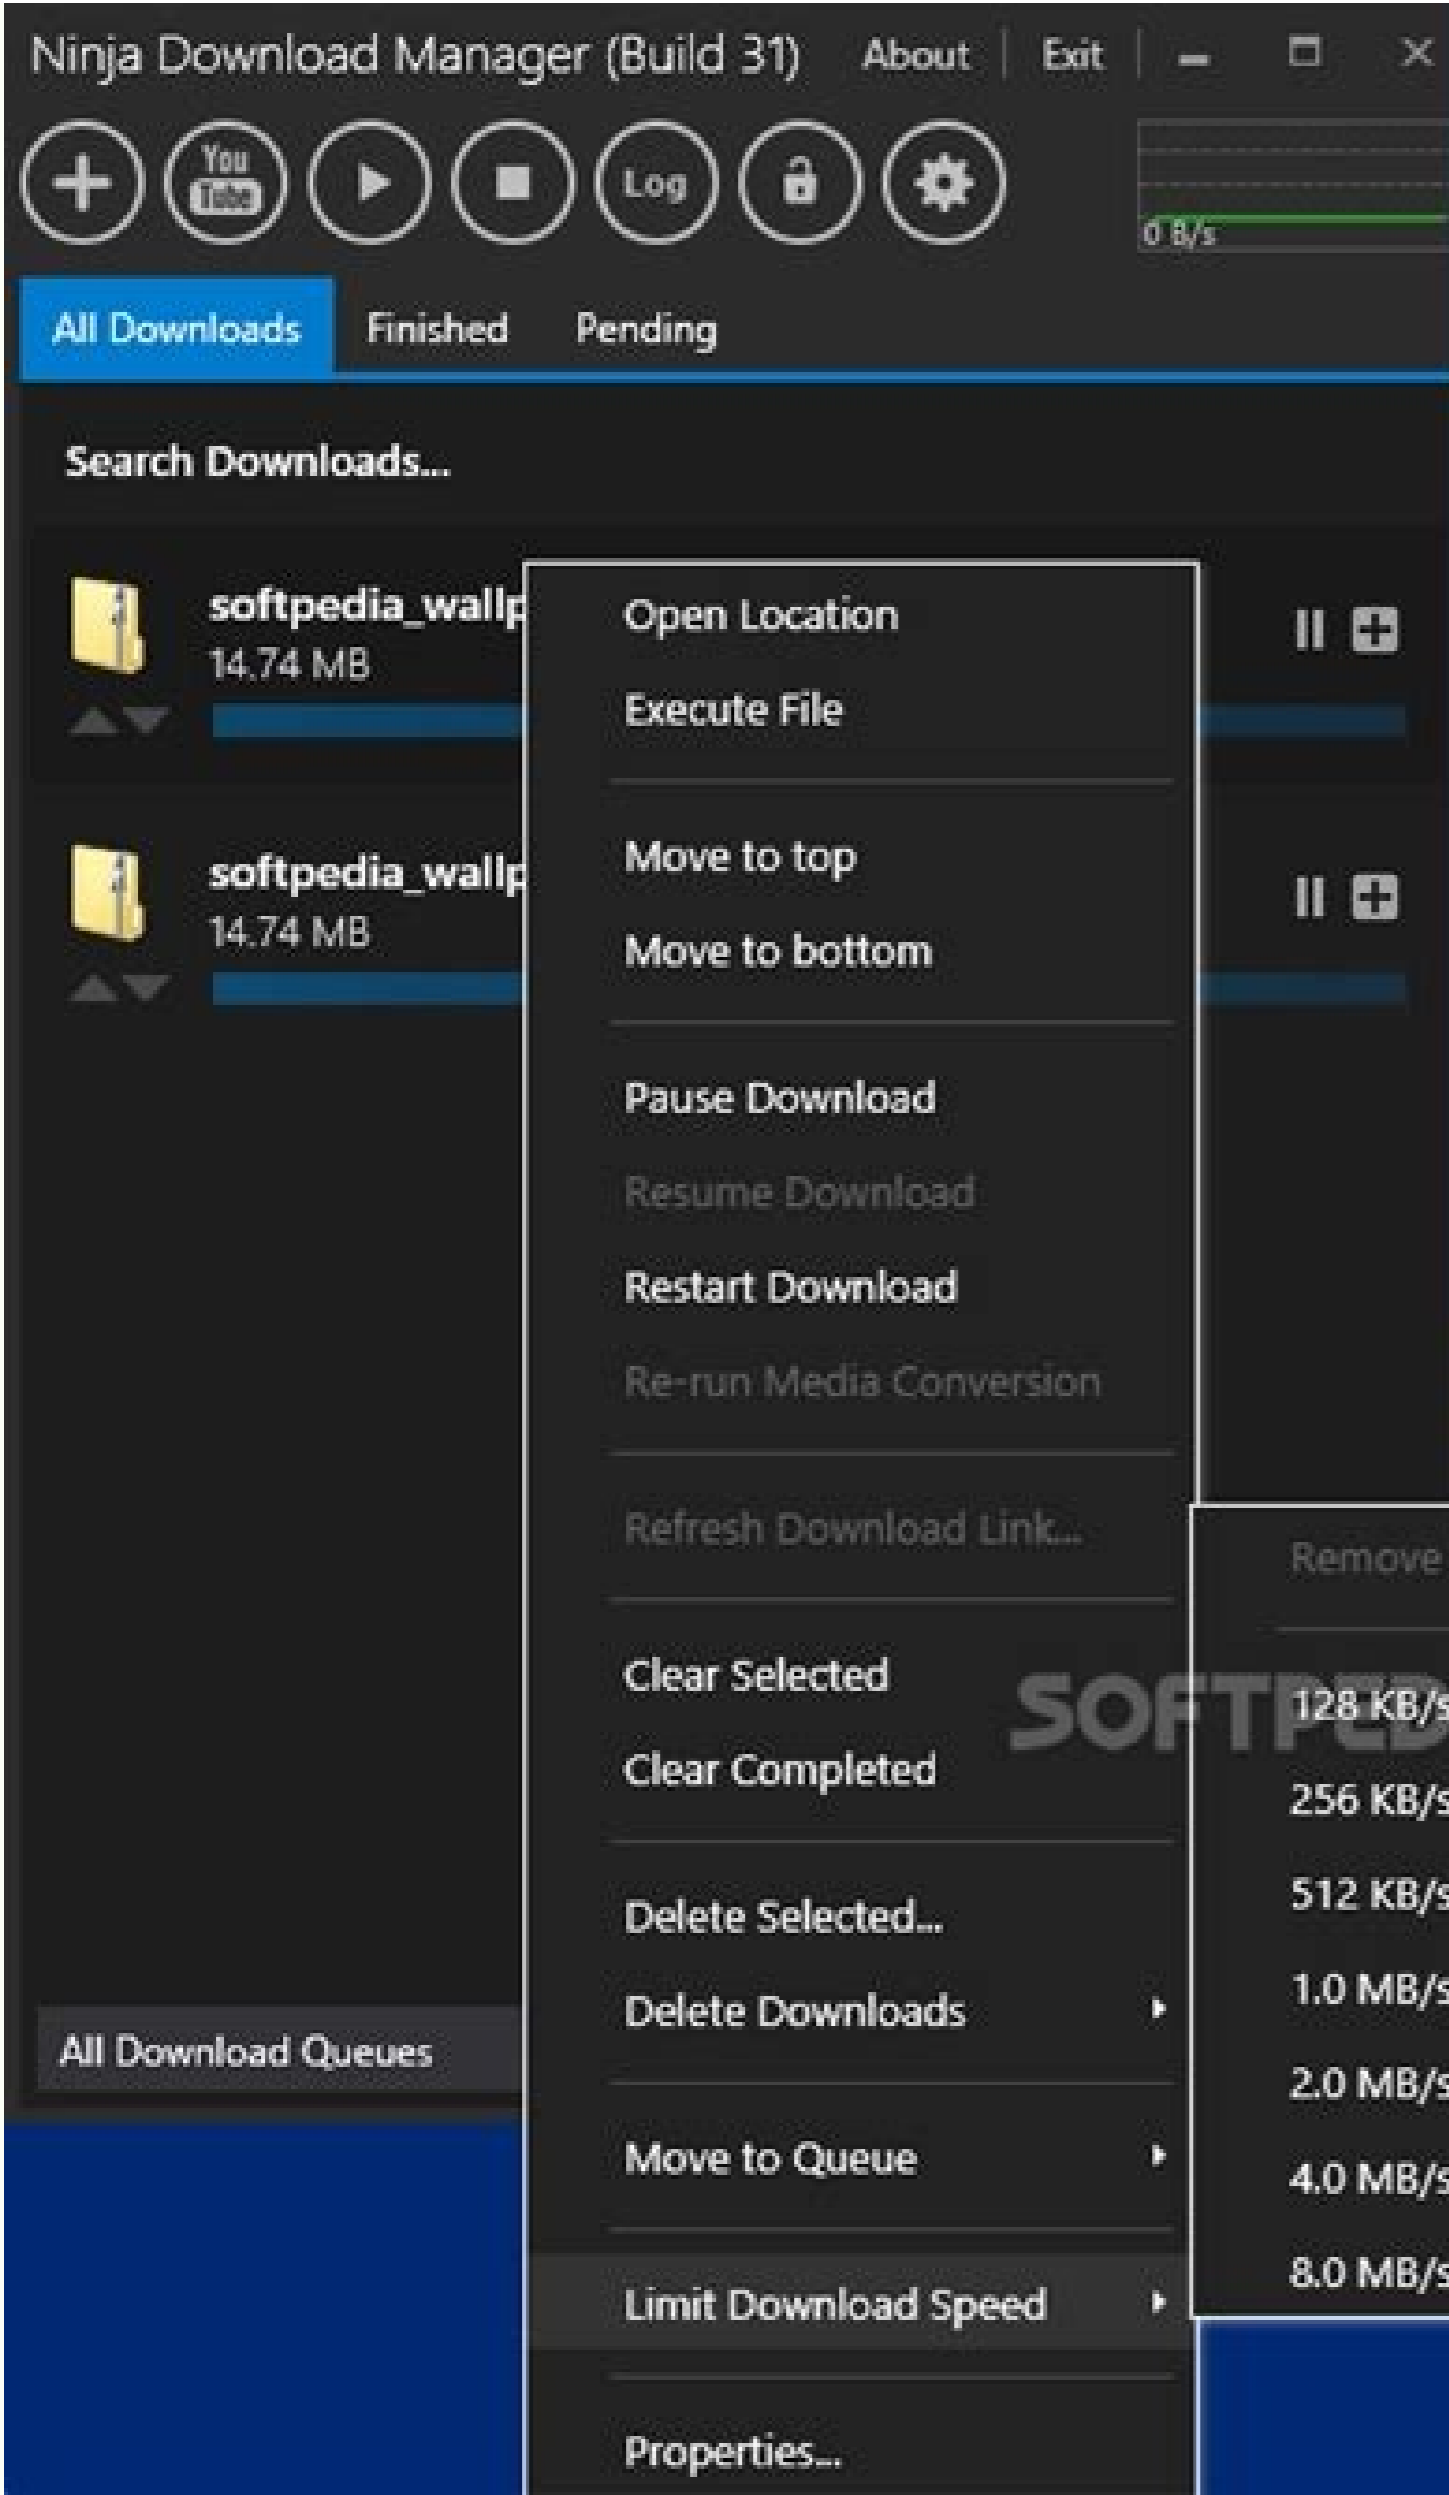 Ninja Download Manager (Build 31) About Exit
You
Tube
Log
0 B/s
All Downloads Finished Pending
Search Downloads...
softpedia_wallp
14.74 MB
softpedia_wallp
14.74 MB
Open Location
Execute File
Move to top
Move to bottom
Pause Download
Resume Download
Restart Download
Re-run Media Conversion
Refresh Download Link...
Clear Selected
Clear Completed
Delete Selected...
Delete Downloads
Move to Queue
Limit Download Speed
Properties...
Remove
SOFTPED
128 KB/s
256 KB/s
512 KB/s
1.0 MB/s
2.0 MB/s
4.0 MB/s
8.0 MB/s
All Download Queues